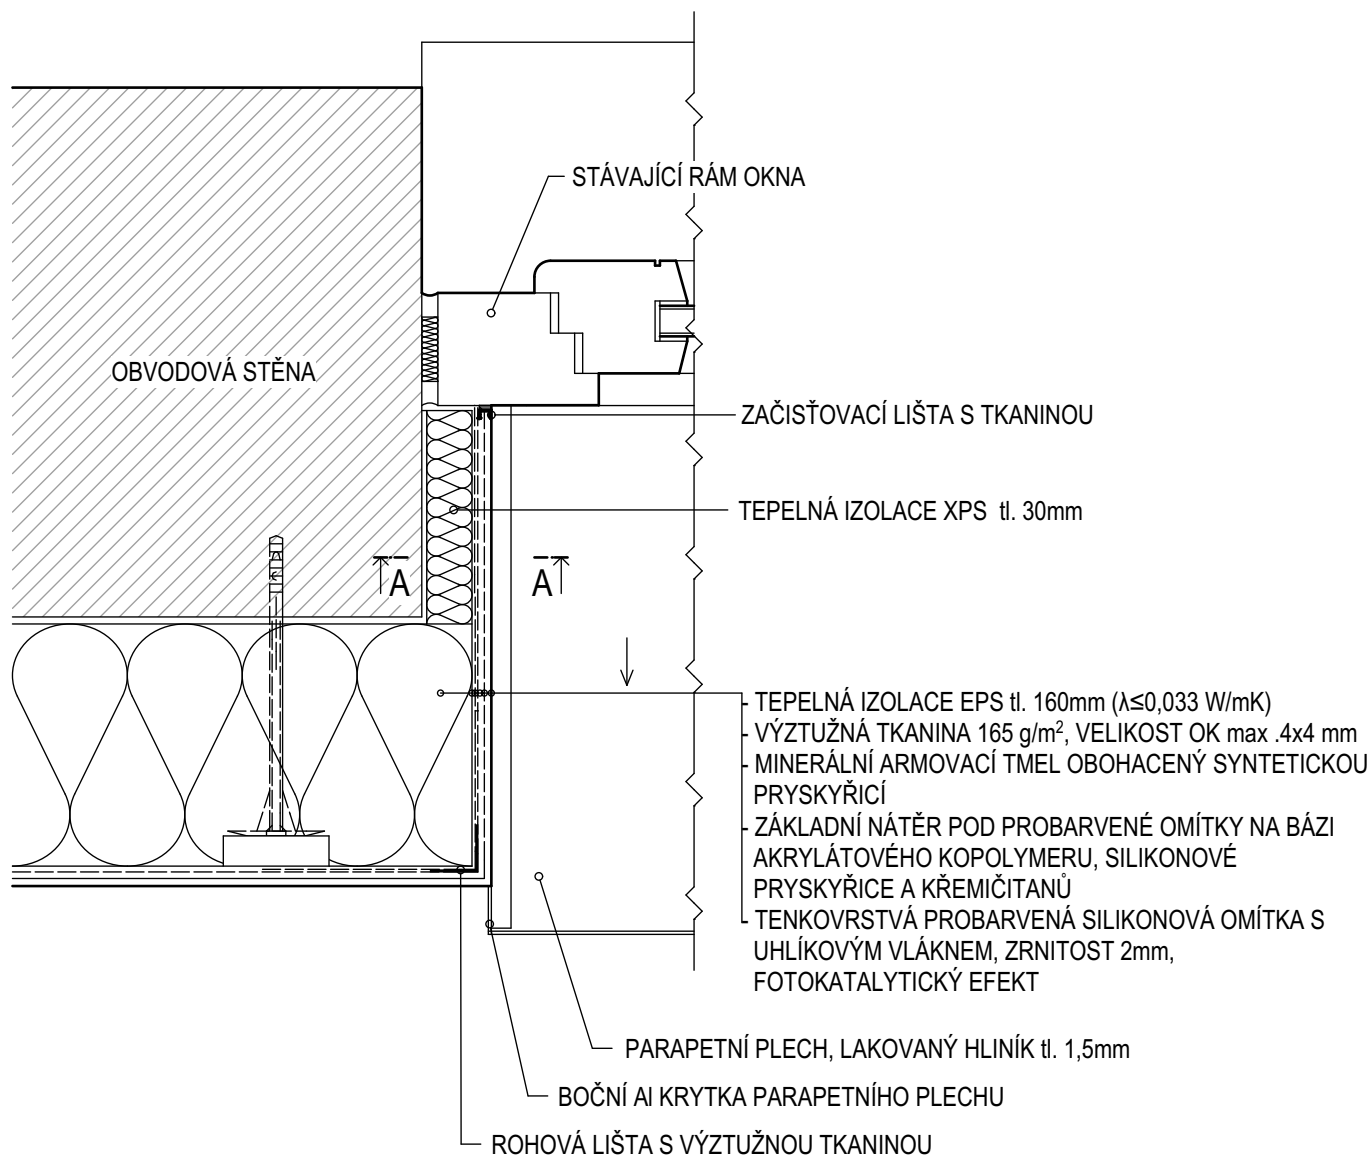 STÁVAJÍCÍ RÁM OKNA
OBVODOVÁ STĚNA
ZAČISŤOVACÍ LIŠTA S TKANINOU
TEPELNÁ IZOLACE XPS tl. 30mm
A A
- TEPELNÁ IZOLACE EPS tl. 160mm (λ≤0,033 W/mK)
- VÝZTUŽNÁ TKANINA 165 g/m², VELIKOST OK max .4x4 mm
- MINERÁLNÍ ARMOVACÍ TMEL OBOHACENÝ SYNTETICKOU
PRYSKYŘICÍ
- ZÁKLADNÍ NÁTĚR POD PROBARVENÉ OMÍTKY NA BÁZI
AKRYLÁTOVÉHO KOPOLYMERU, SILIKONOVÉ
PRYSKYŘICE A KŘEMIČITANŮ
- TENKOVRSTVÁ PROBARVENÁ SILIKONOVÁ OMÍTKA S
UHLÍKOVÝM VLÁKNEM, ZRNITOST 2mm,
FOTOKATALYTICKÝ EFEKT
PARAPETNÍ PLECH, LAKOVANÝ HLINÍK tl. 1,5mm
BOČNÍ Al KRYTKA PARAPETNÍHO PLECHU
ROHOVÁ LIŠTA S VÝZTUŽNOU TKANINOU